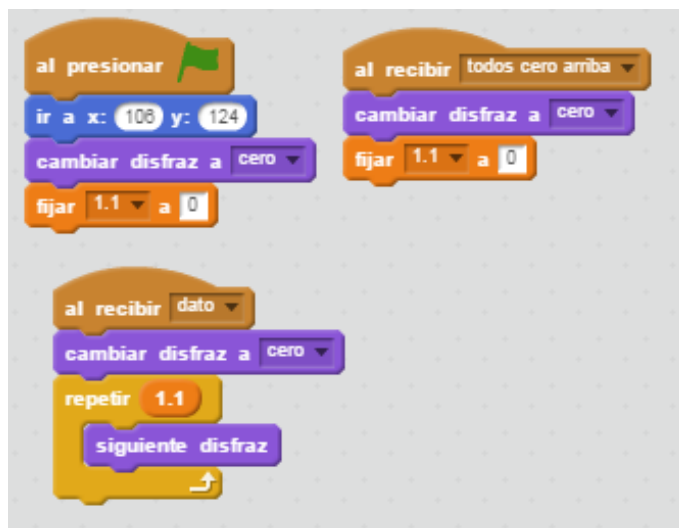 al presionar
ir a x: 106 y: 124
cambiar disfraz a cero
fijar 1.1 a 0
al recibir todos cero arriba
cambiar disfraz a cero
fijar 1.1 a 0
al recibir dato
cambiar disfraz a cero
repetir 1.1
siguiente disfraz